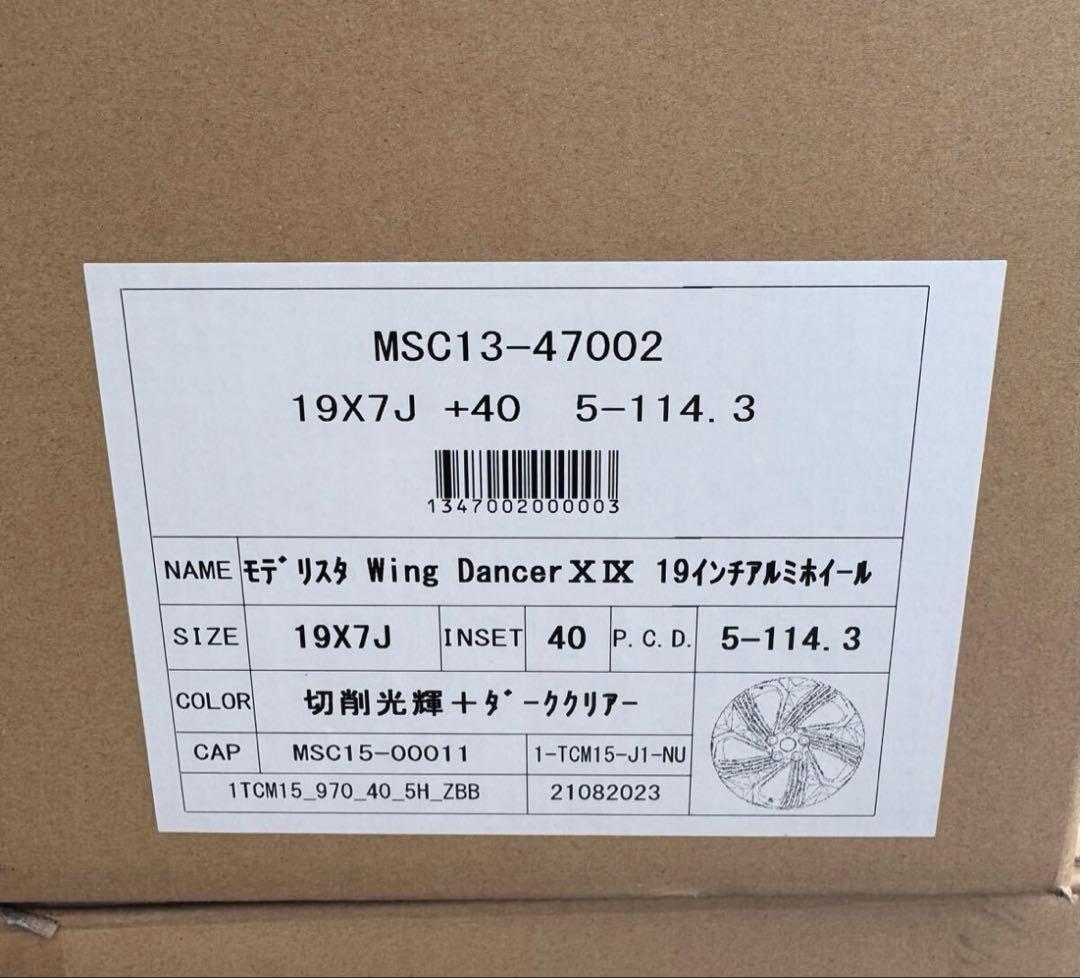 MSC13-47002
19X7J +40 5-114.3
1347002000003
NAME ﾓﾃﾞﾘｽﾀ Wing DancerⅩⅨ 19ｲﾝﾁｱﾙﾐﾎｲｰﾙ
SIZE 19X7J INSET 40 P.C.D. 5-114.3
COLOR 切削光輝＋ﾀﾞｰｸｸﾘｱｰ
CAP MSC15-00011 1-TCM15-J1-NU
1TCM15_970_40_5H_ZBB 21082023